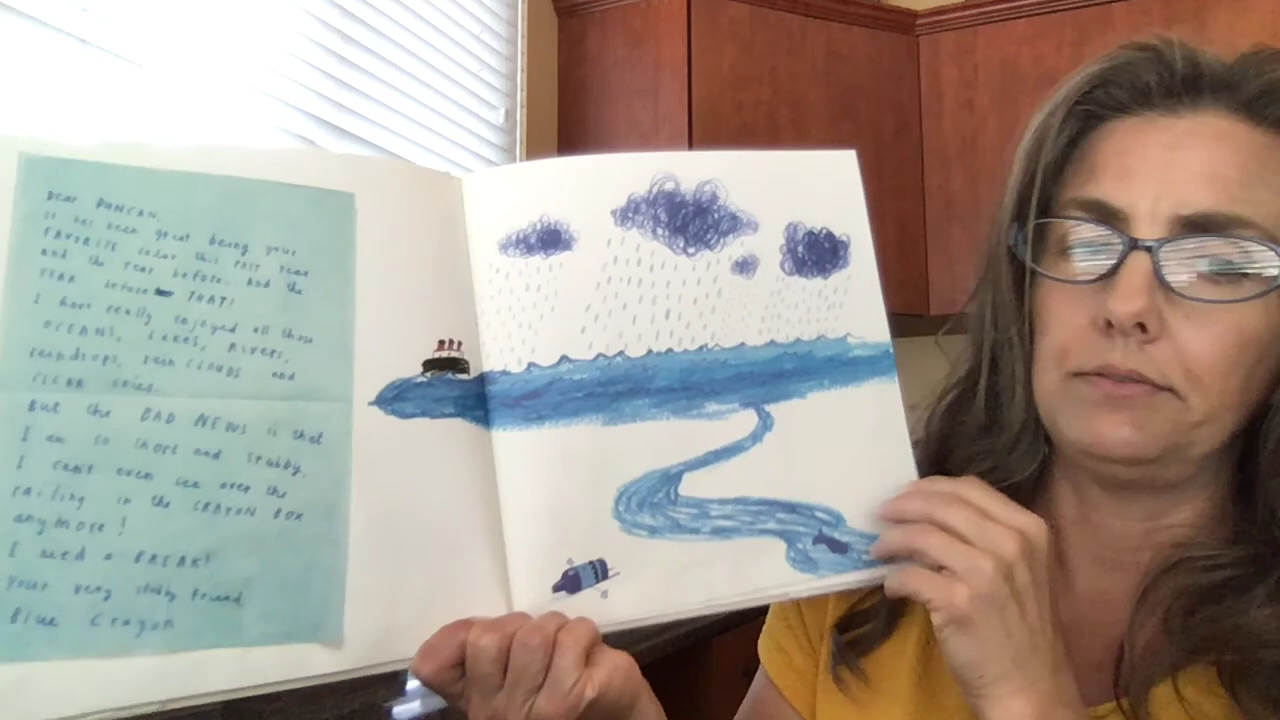 Dear DUNCAN,
It has been great being your
FAVORITE color this PAST year
and the year before. And the
YEAR before THAT!
I have really enjoyed all those
OCEANS, LAKES, RIVERS,
RAINDROPS, RAIN CLOUDS and
CLEAR skies.
But the BAD NEWS is that
I am so short and stubby,
I can't even see over the
railing in the CRAYON BOX
anymore!
I need a BREAK!
Your very stubby friend,
Blue Crayon